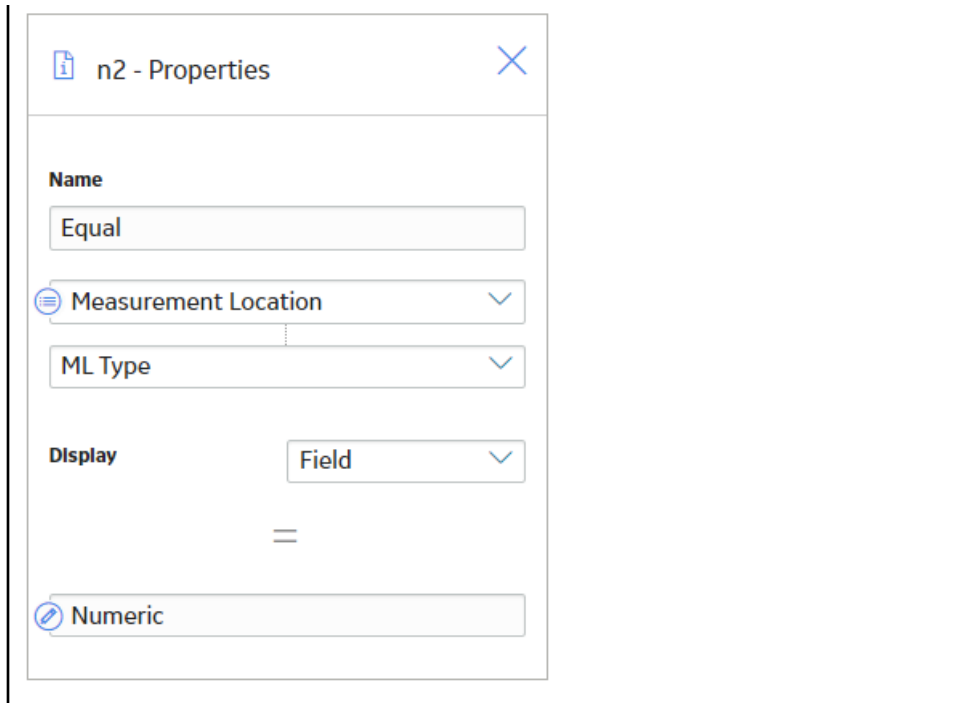 n2 - Properties
Name
Equal
Measurement Location
ML Type
Display
Field
=
Numeric